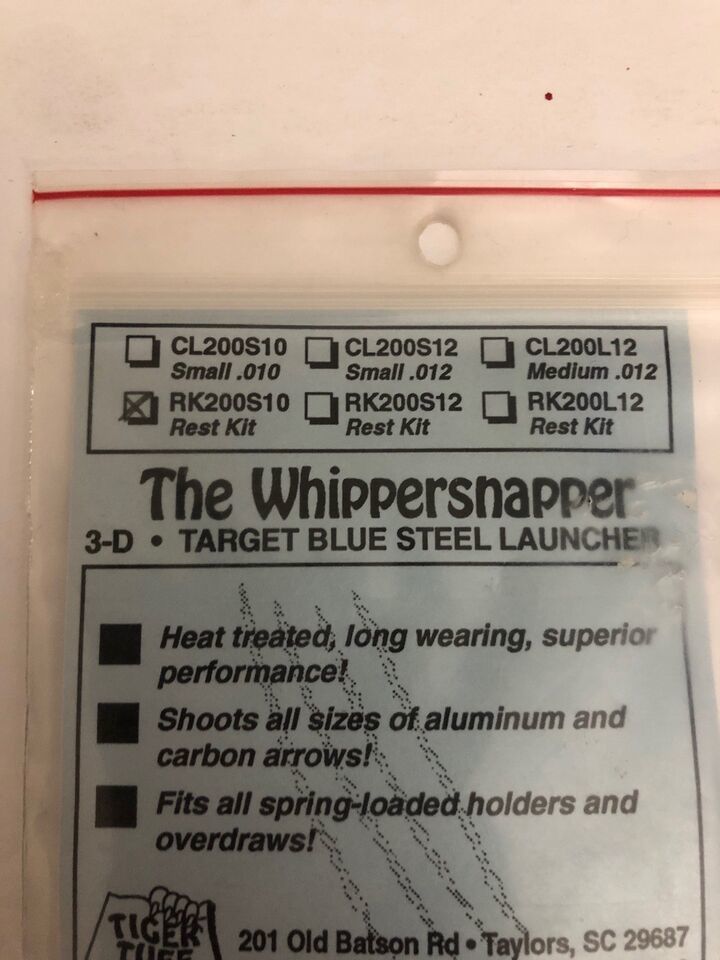 CL200S10 CL200S12 CL200L12
Small .010 Small .012 Medium .012
RK200S10 RK200S12 RK200L12
Rest Kit Rest Kit Rest Kit
The Whippersnapper
3-D • TARGET BLUE STEEL LAUNCHER
Heat treated, long wearing, superior
performance!
Shoots all sizes of aluminum and
carbon arrows!
Fits all spring-loaded holders and
overdraws!
TIGER
TUFF
201 Old Batson Rd • Taylors, SC 29687